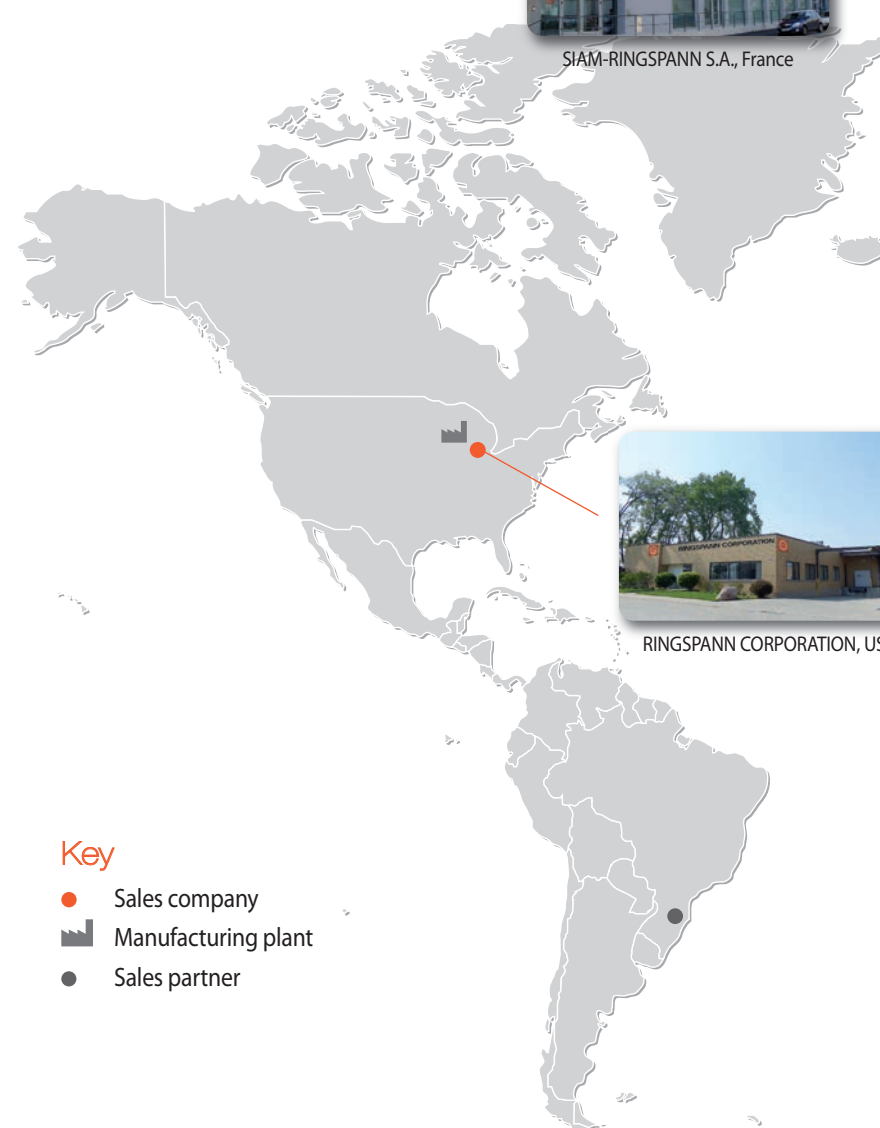 SIAM-RINGSPANN S.A., France
RINGSPANN CORPORATION
RINGSPANN CORPORATION, US
Key
Sales company
Manufacturing plant
Sales partner